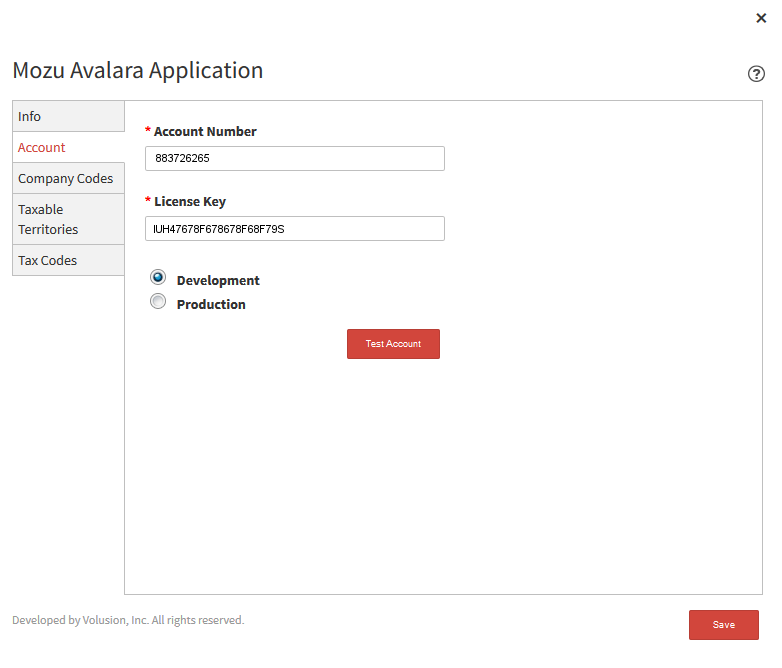 ×
Mozu Avalara Application
?
Info
Account
Company Codes
Taxable
Territories
Tax Codes
* Account Number
883726265
* License Key
IUH47678F678678F68F79S
Development
Production
Test Account
Developed by Volusion, Inc. All rights reserved.
Save